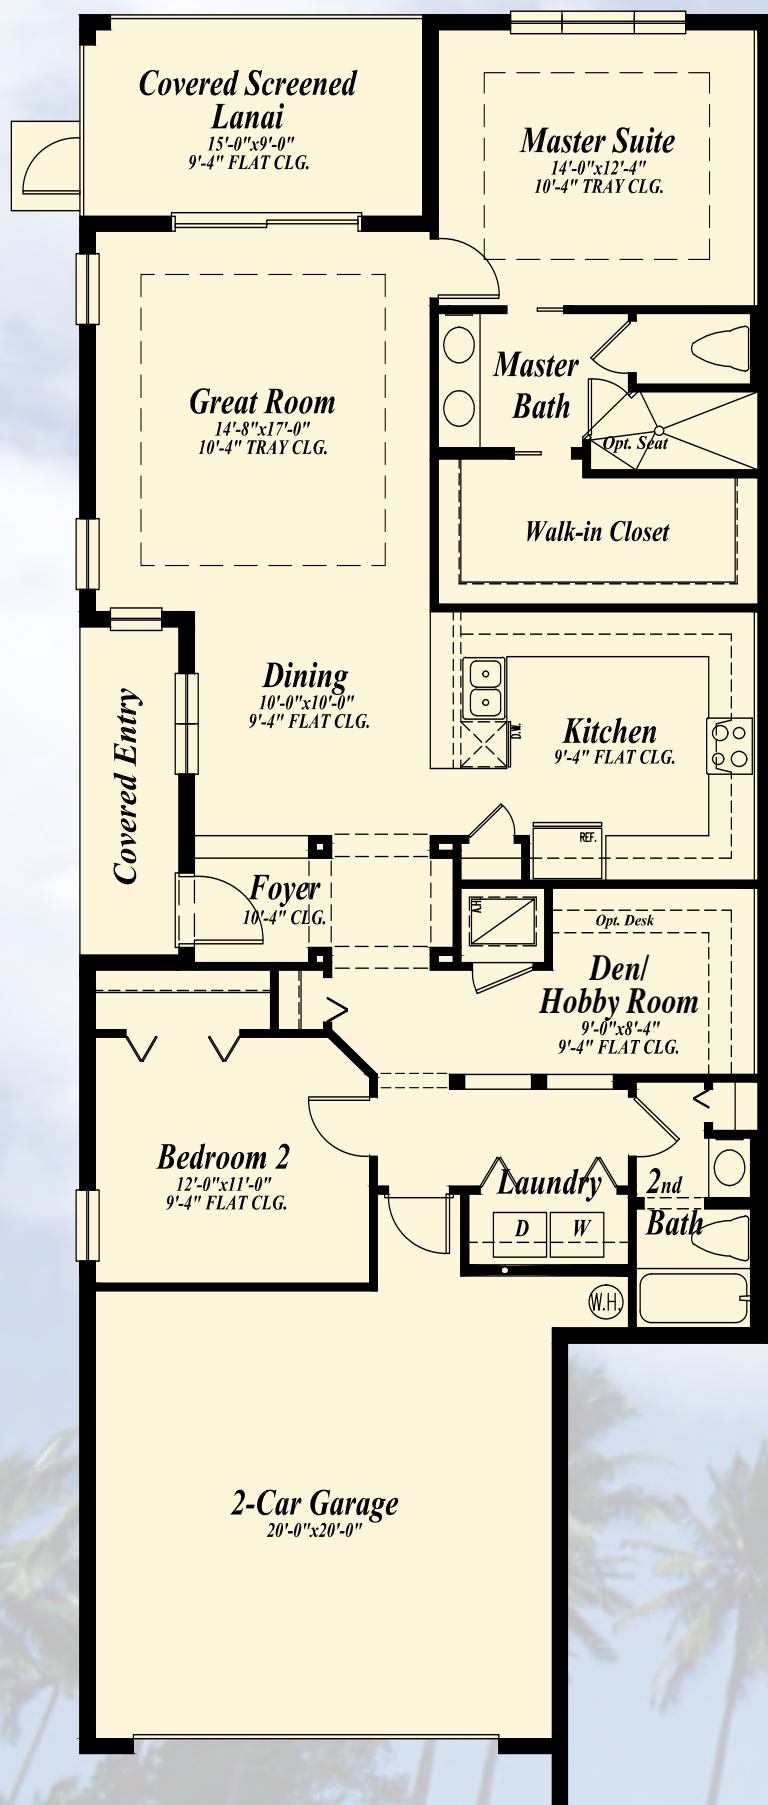 Covered Screened
Lanai
15'-0"x9'-0"
9'-4" FLAT CLG.
Master Suite
14'-0"x12'-4"
10'-4" TRAY CLG.
Master
Bath
Opt. Seat
Great Room
14'-8"x17'-0"
10'-4" TRAY CLG.
Walk-in Closet
Dining
10'-0"x10'-0"
9'-4" FLAT CLG.
Covered Entry
D.W.
Kitchen
9'-4" FLAT CLG.
REF.
Foyer
10'-4" CLG.
A.H.
Opt. Desk
Den/
Hobby Room
9'-0"x8'-4"
9'-4" FLAT CLG.
Bedroom 2
12'-0"x11'-0"
9'-4" FLAT CLG.
Laundry
D
W
2nd
Bath
W.H.
2-Car Garage
20'-0"x20'-0"